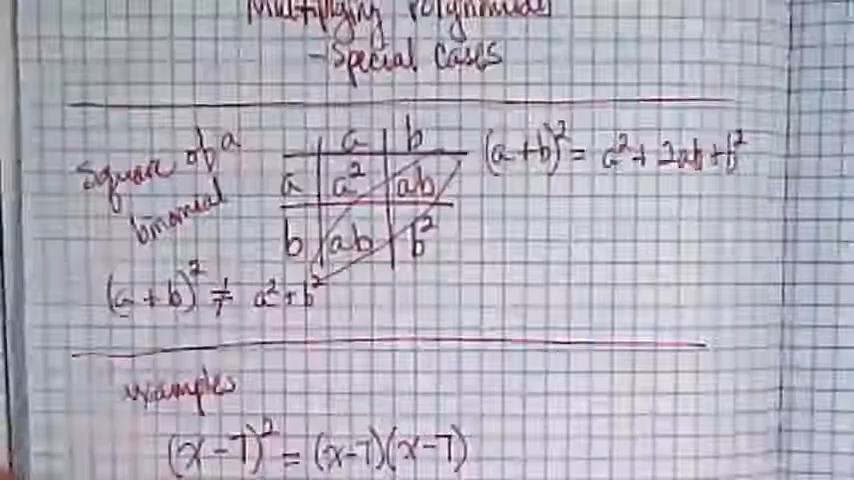 Multiplying Polynomials
- Special Cases
Square of a
binomial
a b
a a² ab
b ab b²
(a+b)² = a² + 2ab + b²
(a+b)² ≠ a² + b²
examples
(x-7)² = (x-7)(x-7)